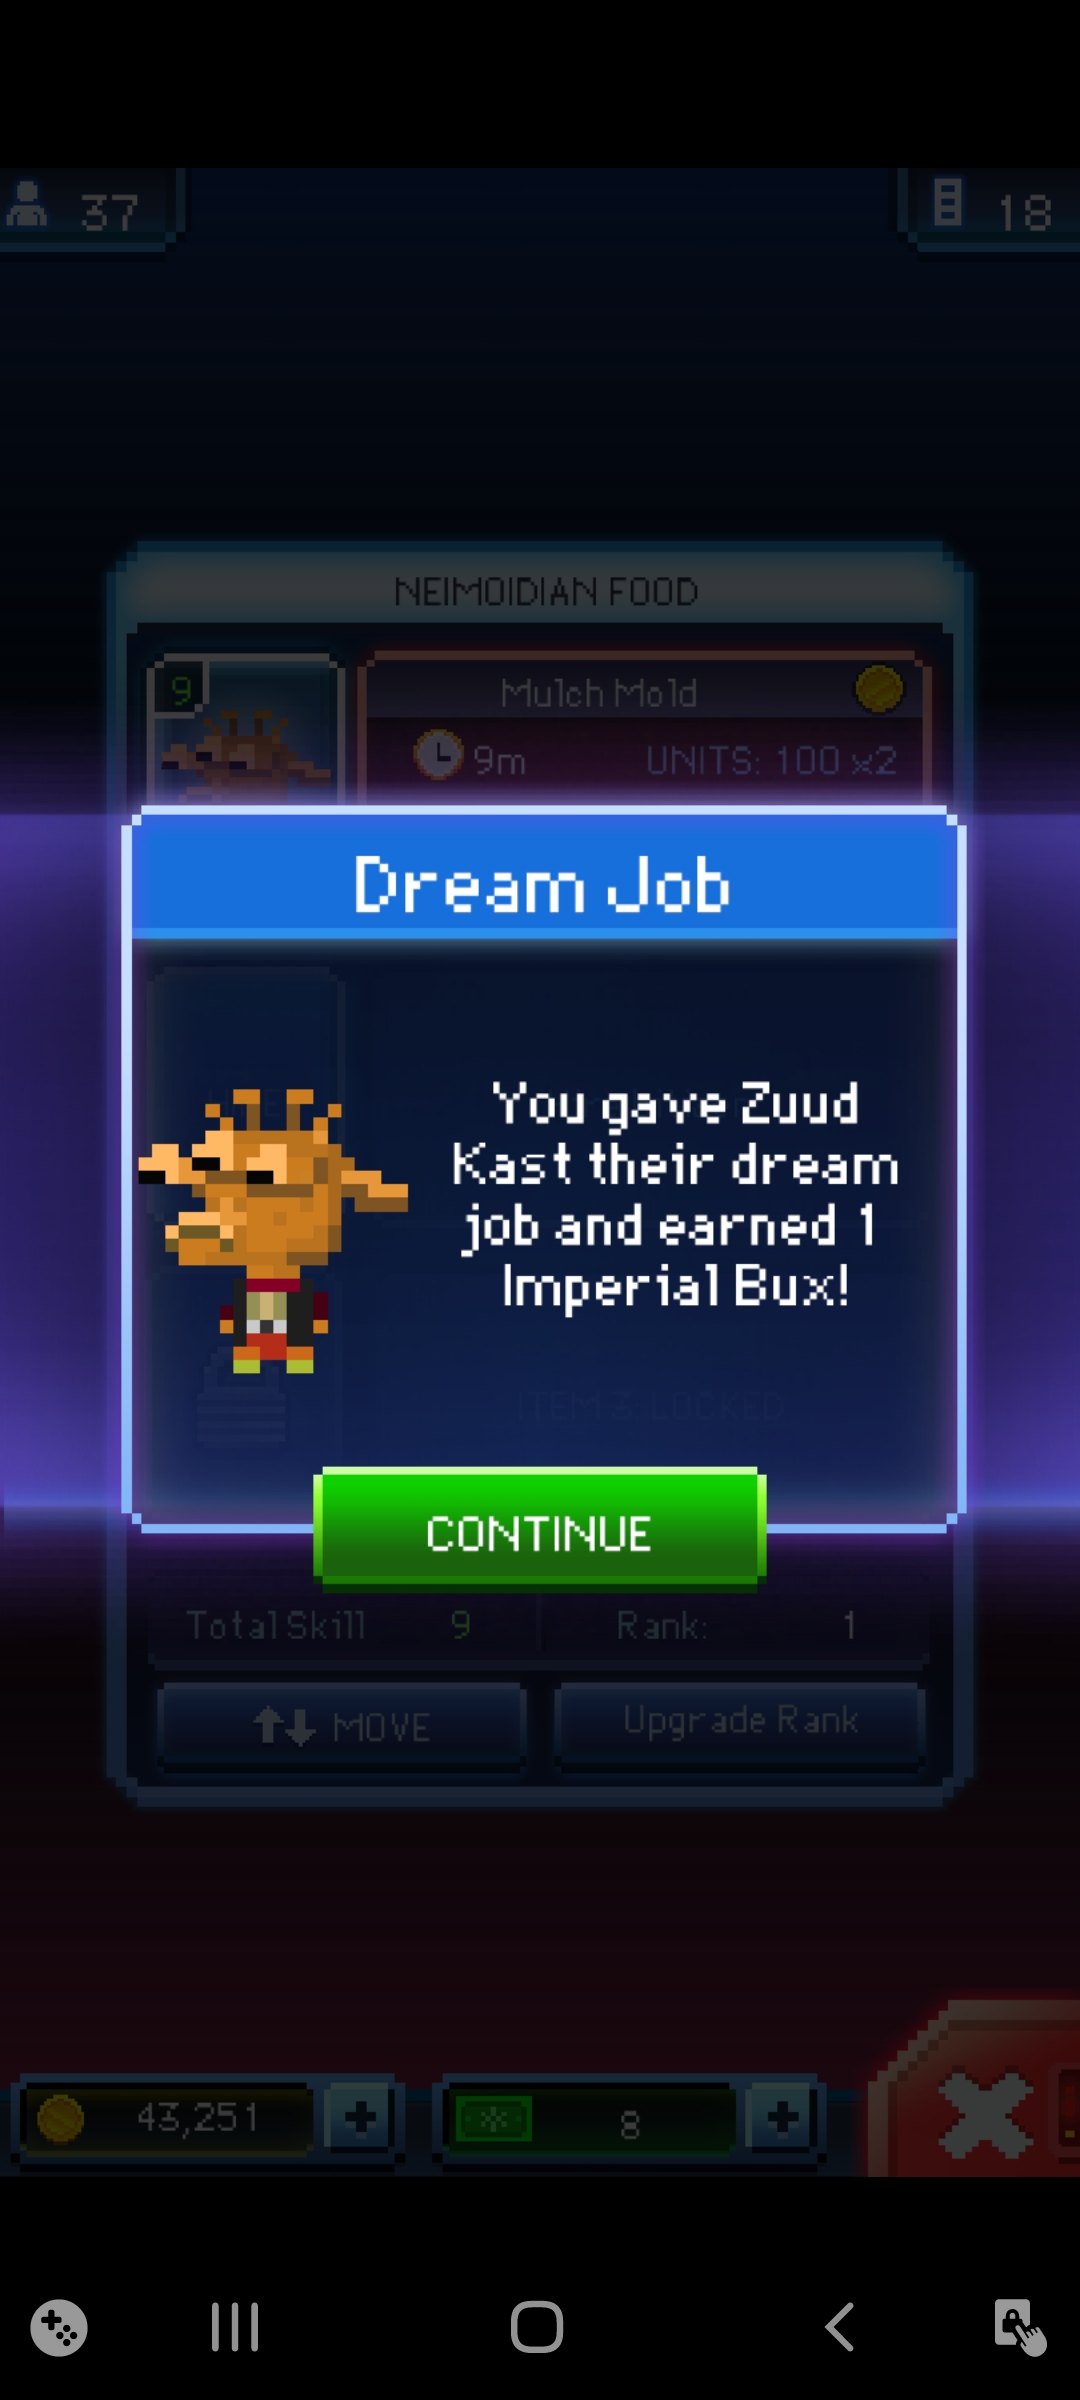 37
18
NEIMOIDIAN FOOD
9
Mulch Mold
9m
UNITS: 100 x2
Dream Job
You gave Zuud
Kast their dream
job and earned 1
Imperial Bux!
ITEM 3 LOCKED
CONTINUE
Total Skill 9
Rank: 1
MOVE
Upgrade Rank
43,251
8